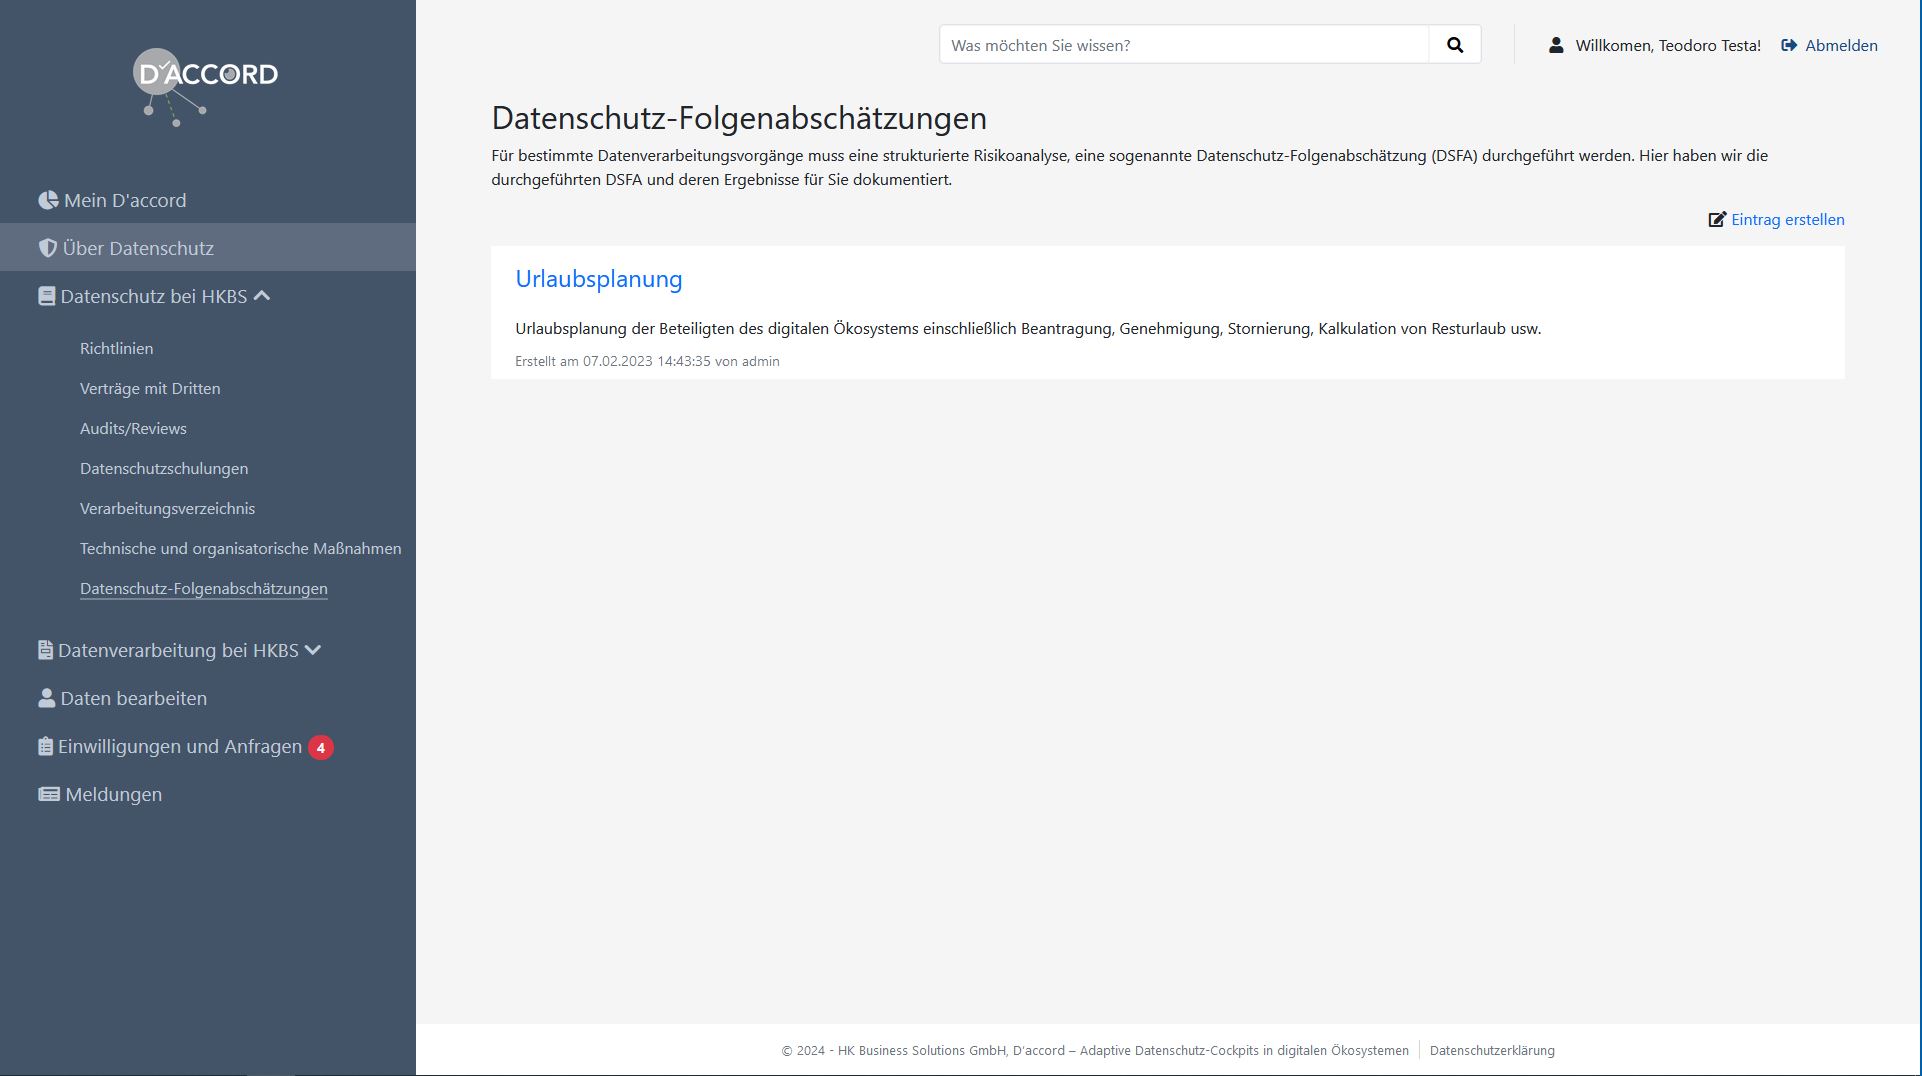 D'ACCORD
Was möchten Sie wissen?
Willkomen, Teodoro Testa!
Abmelden
Mein D'accord
Über Datenschutz
Datenschutz bei HKBS
Richtlinien
Verträge mit Dritten
Audits/Reviews
Datenschutzschulungen
Verarbeitungsverzeichnis
Technische und organisatorische Maßnahmen
Datenschutz-Folgenabschätzungen
Datenverarbeitung bei HKBS
Daten bearbeiten
Einwilligungen und Anfragen 4
Meldungen
Datenschutz-Folgenabschätzungen
Für bestimmte Datenverarbeitungsvorgänge muss eine strukturierte Risikoanalyse, eine sogenannte Datenschutz-Folgenabschätzung (DSFA) durchgeführt werden. Hier haben wir die
durchgeführten DSFA und deren Ergebnisse für Sie dokumentiert.
Eintrag erstellen
Urlaubsplanung
Urlaubsplanung der Beteiligten des digitalen Ökosystems einschließlich Beantragung, Genehmigung, Stornierung, Kalkulation von Resturlaub usw.
Erstellt am 07.02.2023 14:43:35 von admin
© 2024 - HK Business Solutions GmbH, D'accord – Adaptive Datenschutz-Cockpits in digitalen Ökosystemen
Datenschutzerklärung